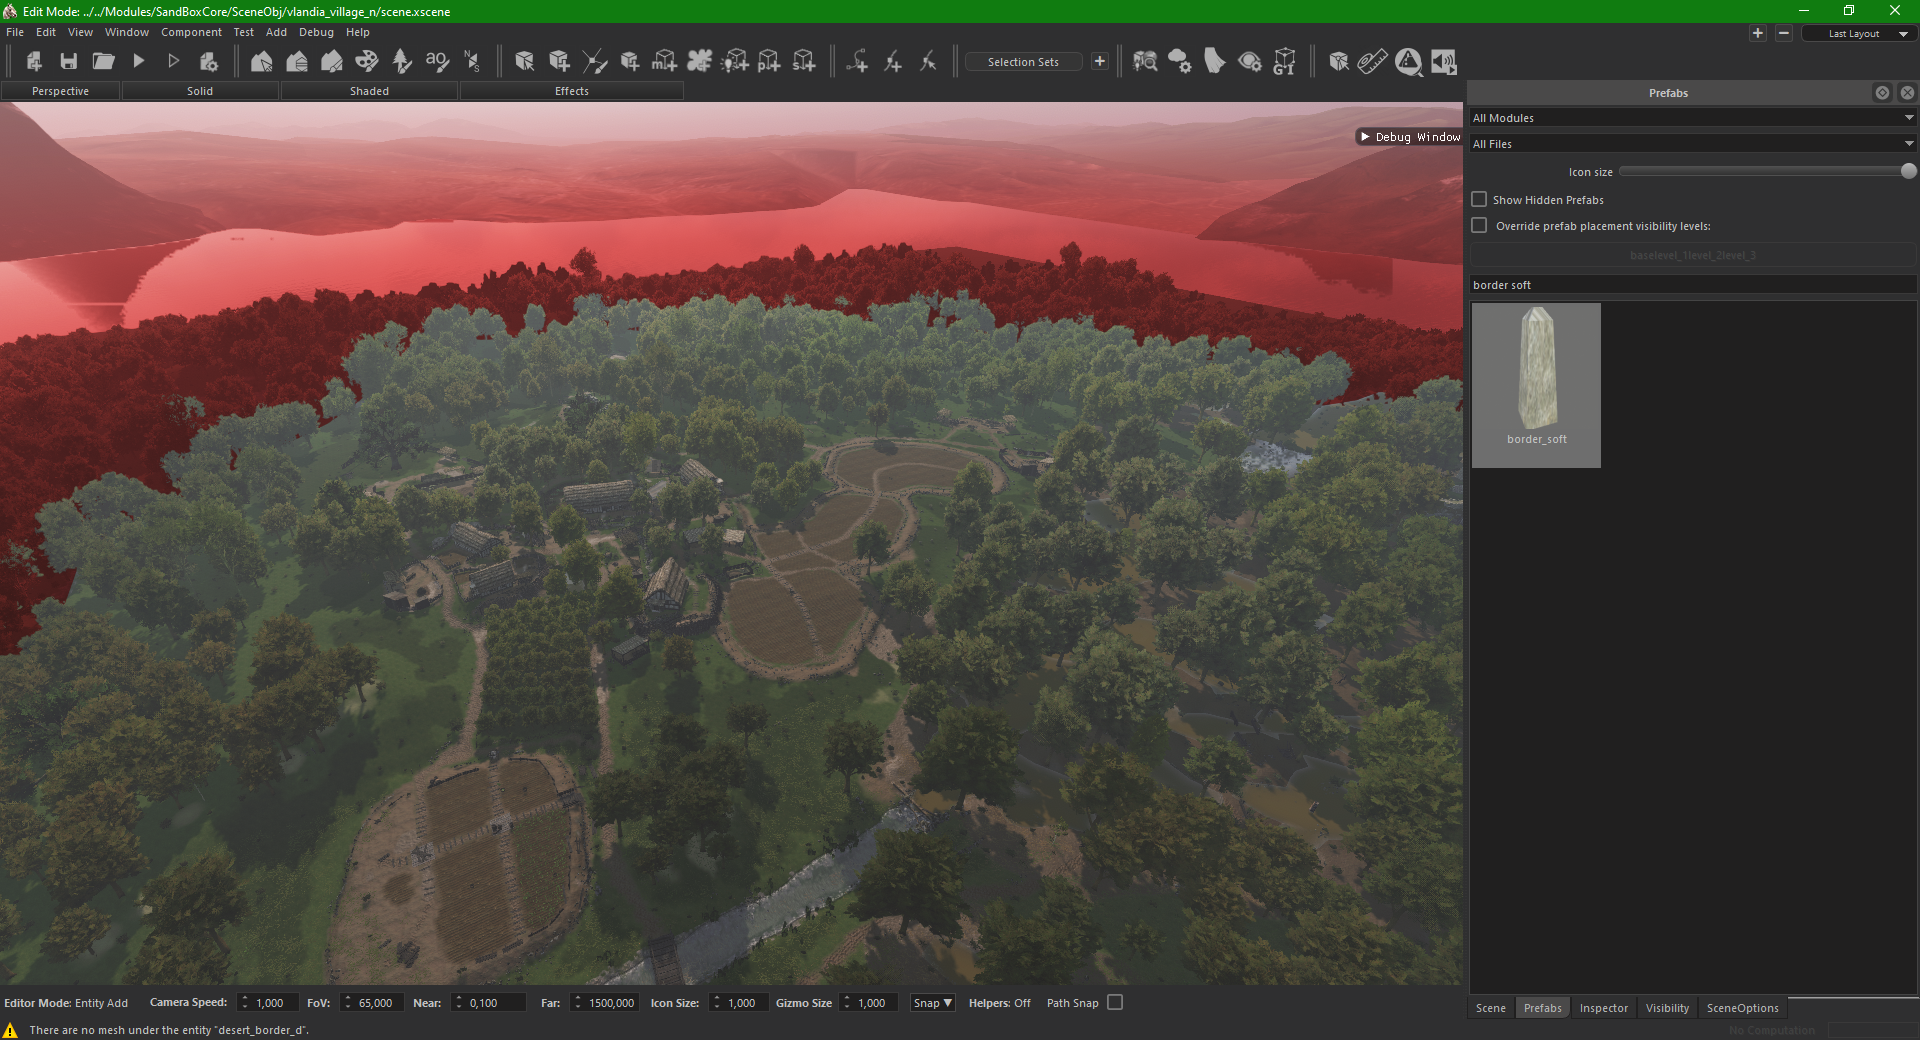 Edit Mode: ../../Modules/SandBoxCore/SceneObj/vlandia_village_n/scene.xscene
File Edit View Window Component Test Add Debug Help
Last Layout
Selection Sets
Perspective Solid Shaded Effects
Prefabs
All Modules
Debug Window
All Files
Icon size
Show Hidden Prefabs
Override prefab placement visibility levels:
baselevel_1level_2level_3
border soft
border_soft
Editor Mode: Entity Add Camera Speed: 1,000 FoV: 65,000 Near: 0,100 Far: 1500,000 Icon Size: 1,000 Gizmo Size 1,000 Snap Helpers: Off Path Snap
Scene Prefabs Inspector Visibility SceneOptions
There are no mesh under the entity "desert_border_d".
No Computation